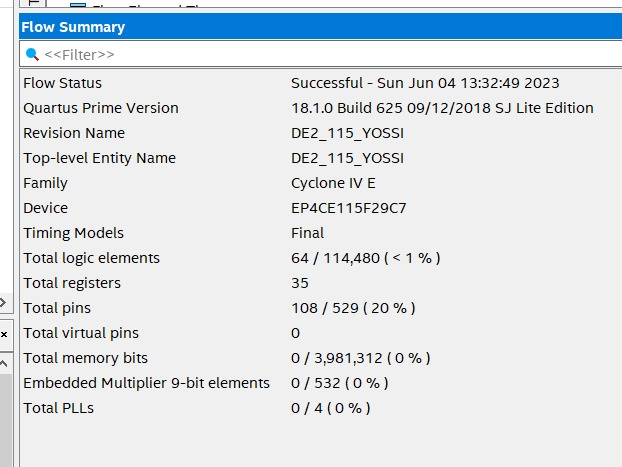 Flow Summary
<<Filter>>
Flow Status Successful - Sun Jun 04 13:32:49 2023
Quartus Prime Version 18.1.0 Build 625 09/12/2018 SJ Lite Edition
Revision Name DE2_115_YOSSI
Top-level Entity Name DE2_115_YOSSI
Family Cyclone IV E
Device EP4CE115F29C7
Timing Models Final
Total logic elements 64 / 114,480 ( < 1 % )
Total registers 35
Total pins 108 / 529 ( 20 % )
Total virtual pins 0
Total memory bits 0 / 3,981,312 ( 0 % )
Embedded Multiplier 9-bit elements 0 / 532 ( 0 % )
Total PLLs 0 / 4 ( 0 % )